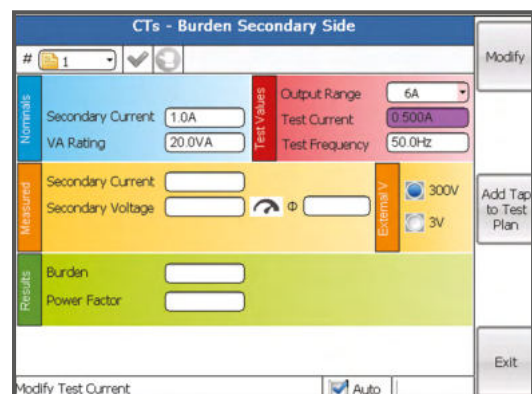 CTs - Burden Secondary Side
# 1
Modify
Nominals
Secondary Current 1.0A
VA Rating 20.0VA
Test Values
Output Range 6A
Test Current 0.500A
Test Frequency 50.0Hz
Measured
Secondary Current
Secondary Voltage Φ
External V
300V
3V
Add Tap
to Test
Plan
Results
Burden
Power Factor
Exit
Modify Test Current
Auto